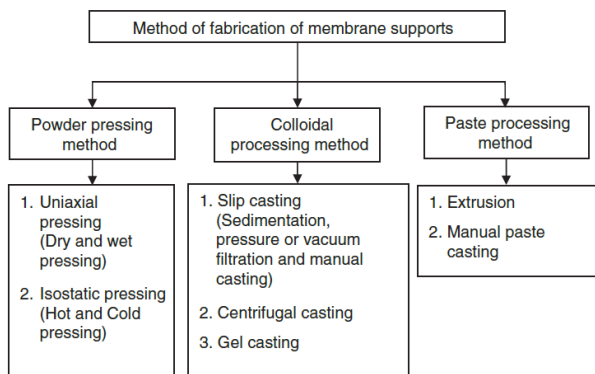 Method of fabrication of membrane supports
Powder pressing
method
1. Uniaxial
pressing
(Dry and wet
pressing)
2. Isostatic pressing
(Hot and Cold
pressing)
Colloidal
processing method
1. Slip casting
(Sedimentation,
pressure or vacuum
filtration and manual
casting)
2. Centrifugal casting
3. Gel casting
Paste processing
method
1. Extrusion
2. Manual paste
casting